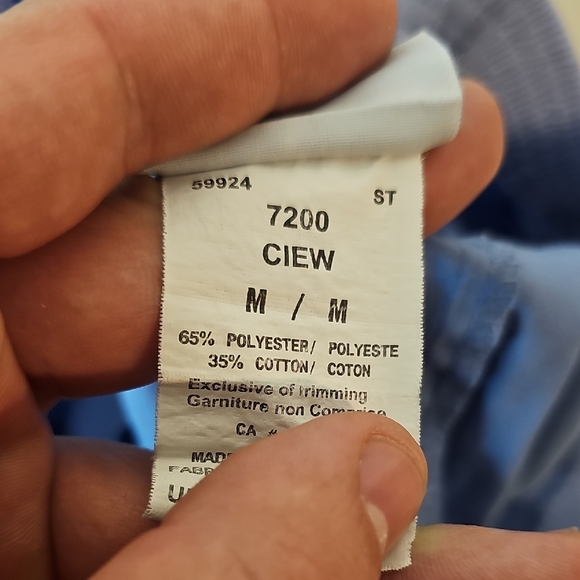 59924
ST
7200
CIEW
M / M
65% POLYESTER/ POLYESTE
35% COTTON/ COTON
Exclusive of trimming
Garniture non Comprise
CA #